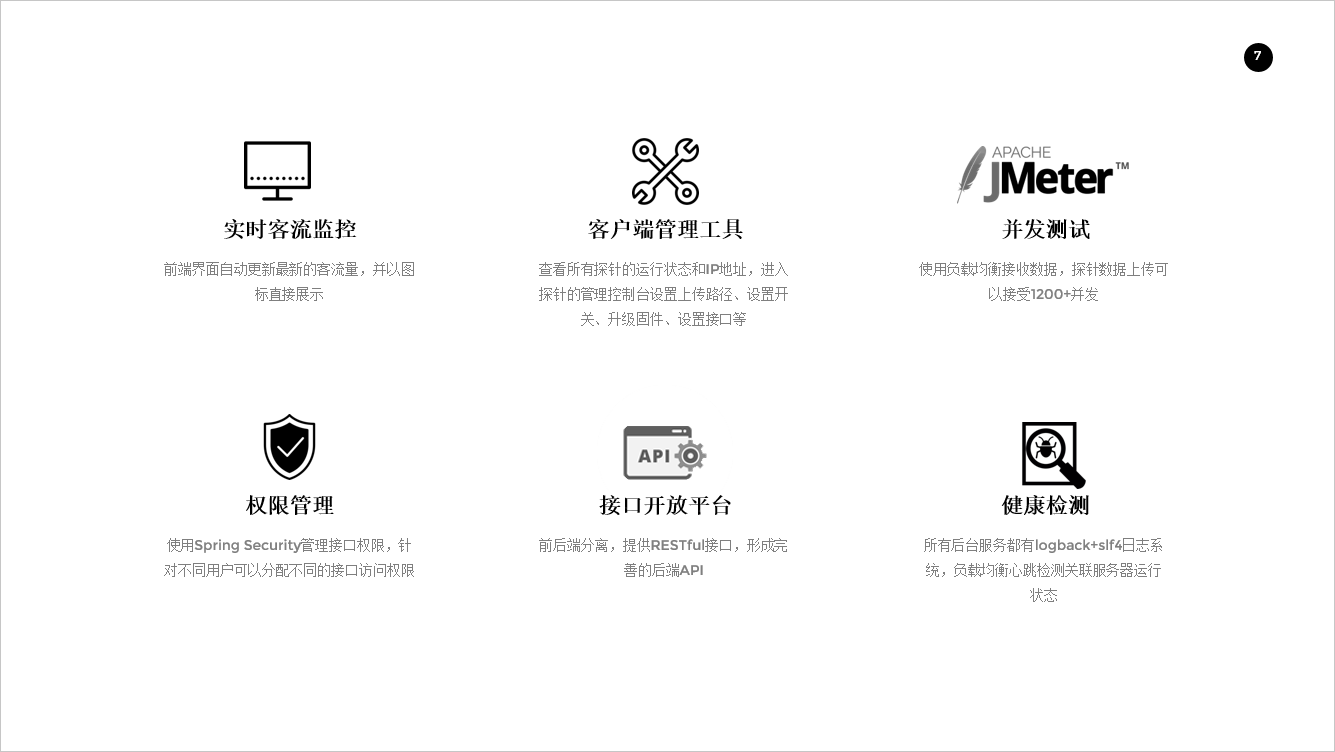 7
APACHE
JMeter™
实时客流监控
客户端管理工具
并发测试
前端界面自动更新最新的客流量，并以图
标直接展示
查看所有探针的运行状态和IP地址，进入
探针的管理控制台设置上传路径、设置开
关、升级固件、设置接口等
使用负载均衡接收数据，探针数据上传可
以接受1200+并发
API
权限管理
接口开放平台
健康检测
使用Spring Security管理接口权限，针
对不同用户可以分配不同的接口访问权限
前后端分离，提供RESTful接口，形成完
善的后端API
所有后台服务都有logback+slf4日志系
统，负载均衡心跳检测关联服务器运行
状态